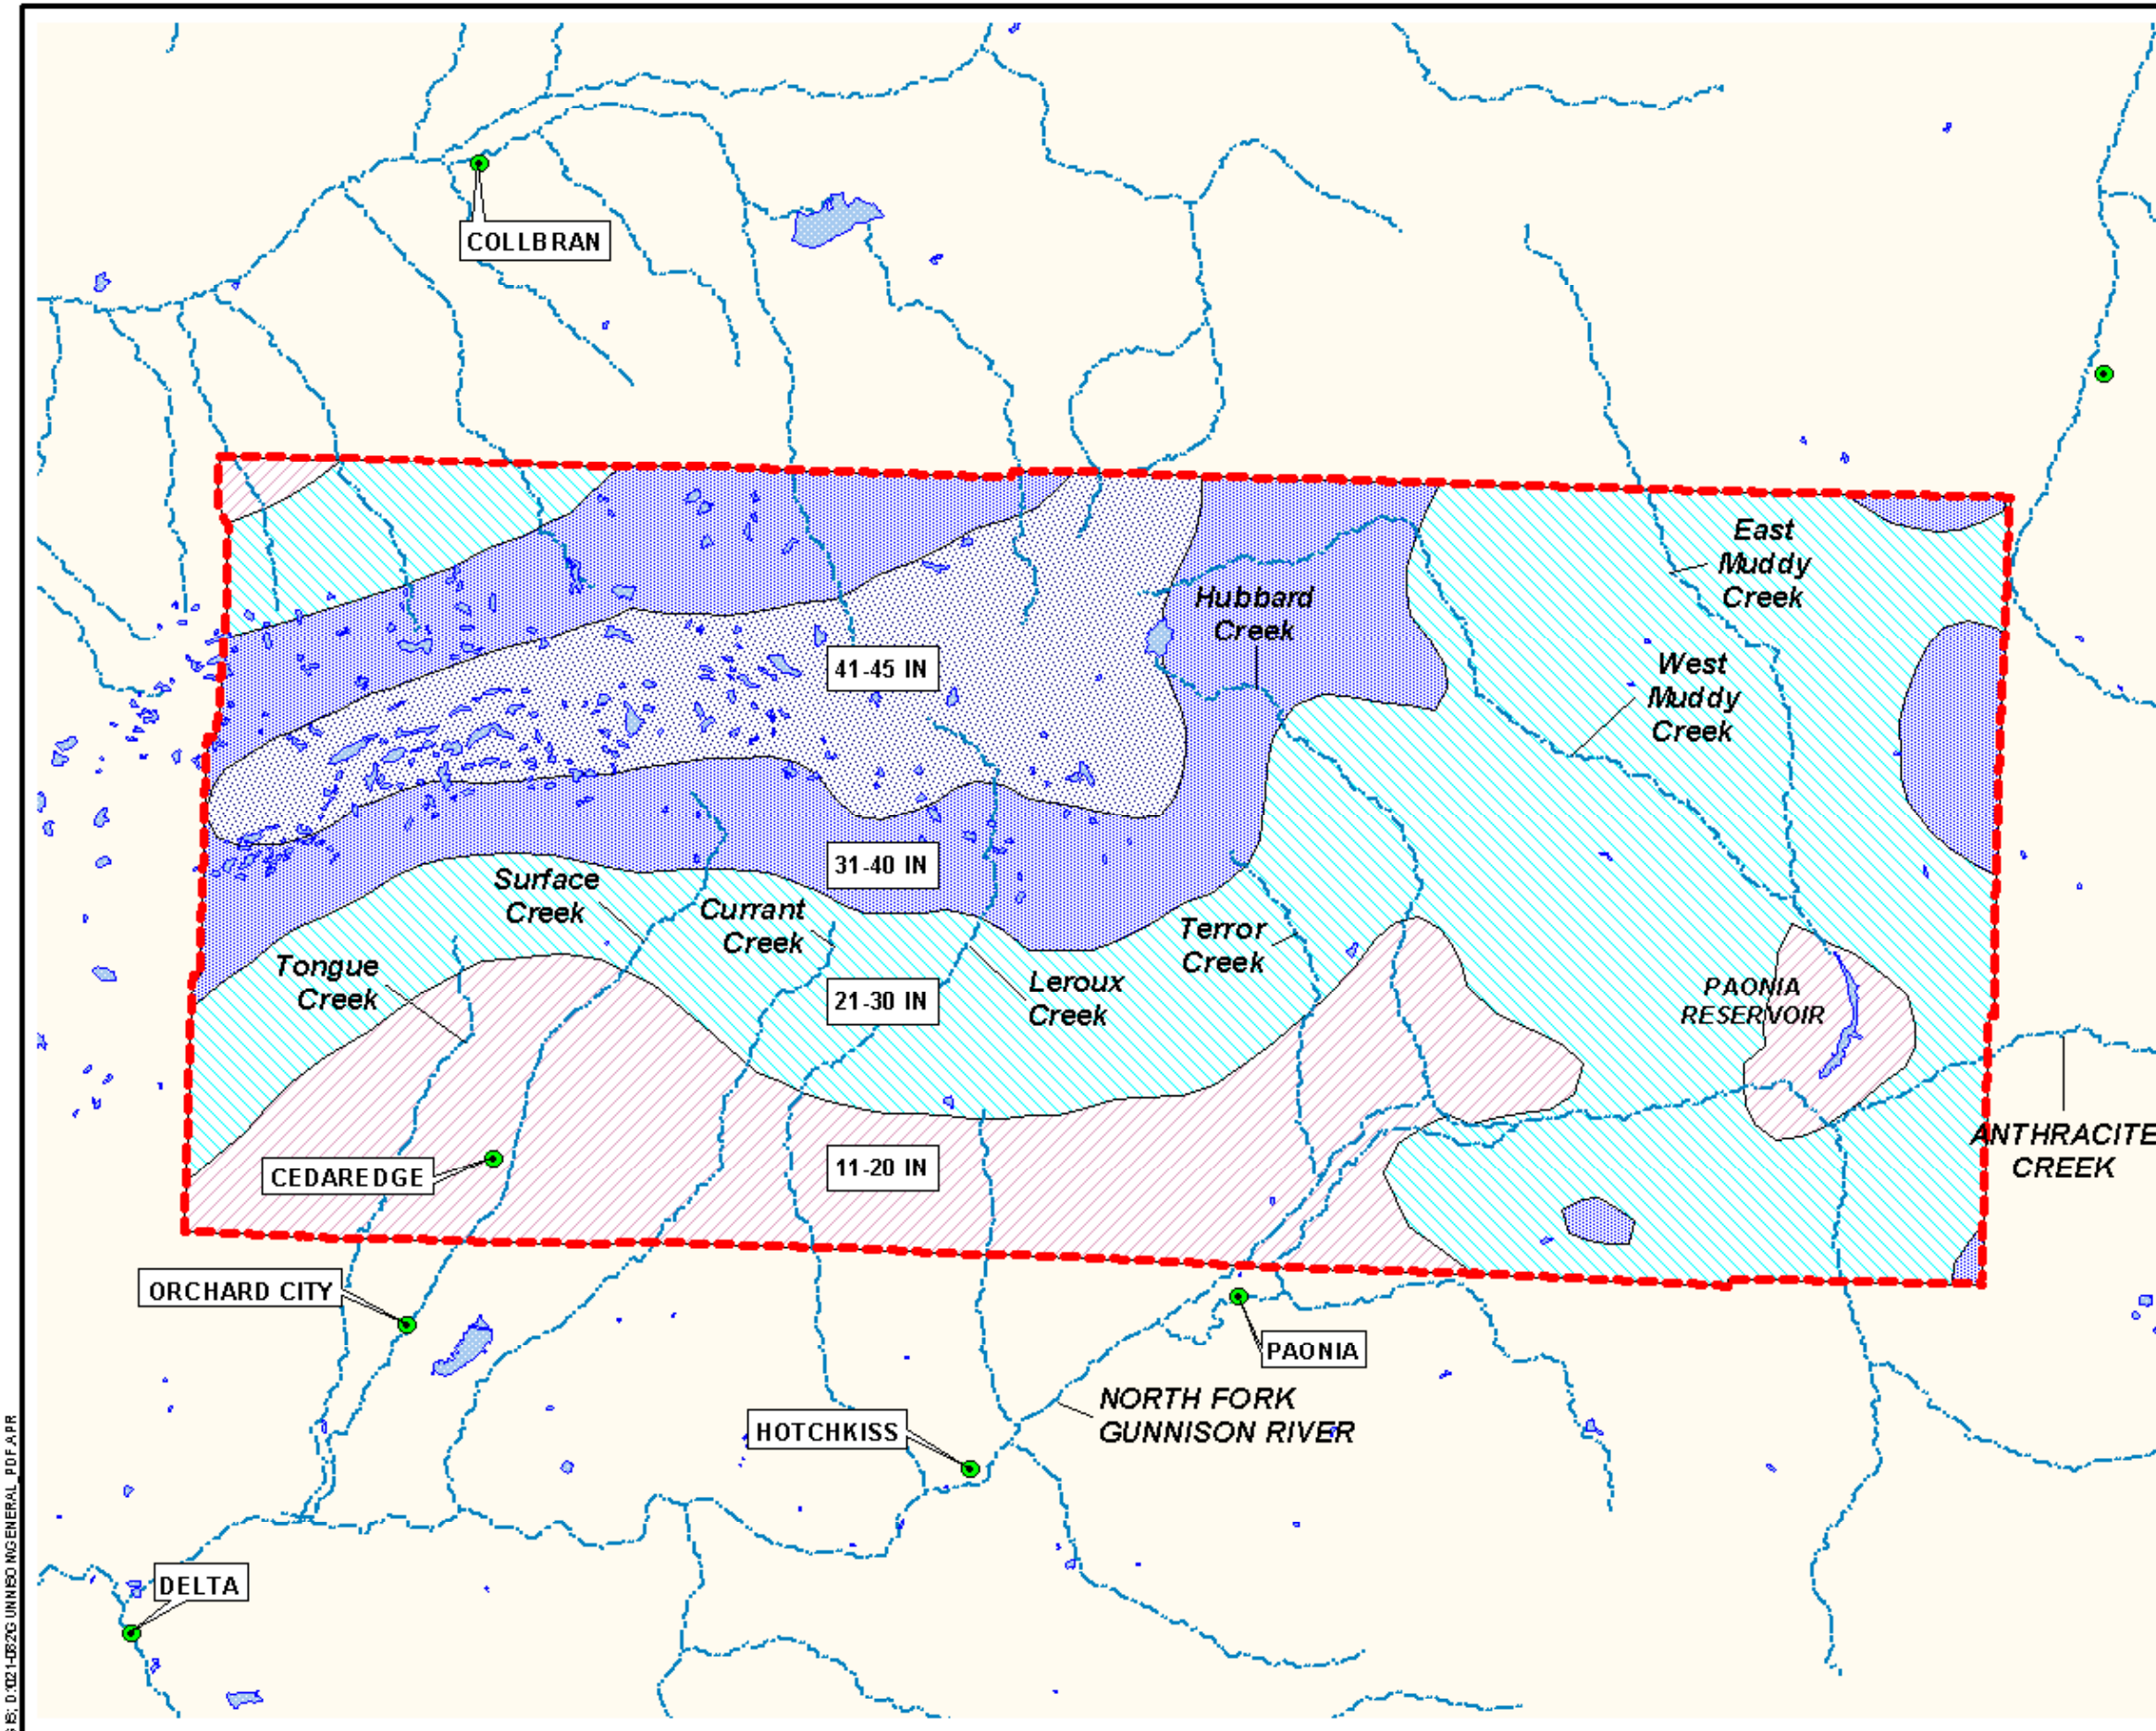 COLLBRAN
East
Muddy
Creek
Hubbard
Creek
41-45 IN
West
Muddy
Creek
31-40 IN
Surface
Creek
Currant
Creek
Terror
Creek
Tongue
Creek
21-30 IN
Leroux
Creek
PAONIA
RESERVOIR
ANTHRACITE
CREEK
11-20 IN
CEDAREDGE
ORCHARD CITY
PAONIA
NORTH FORK
GUNNISON RIVER
HOTCHKISS
DELTA